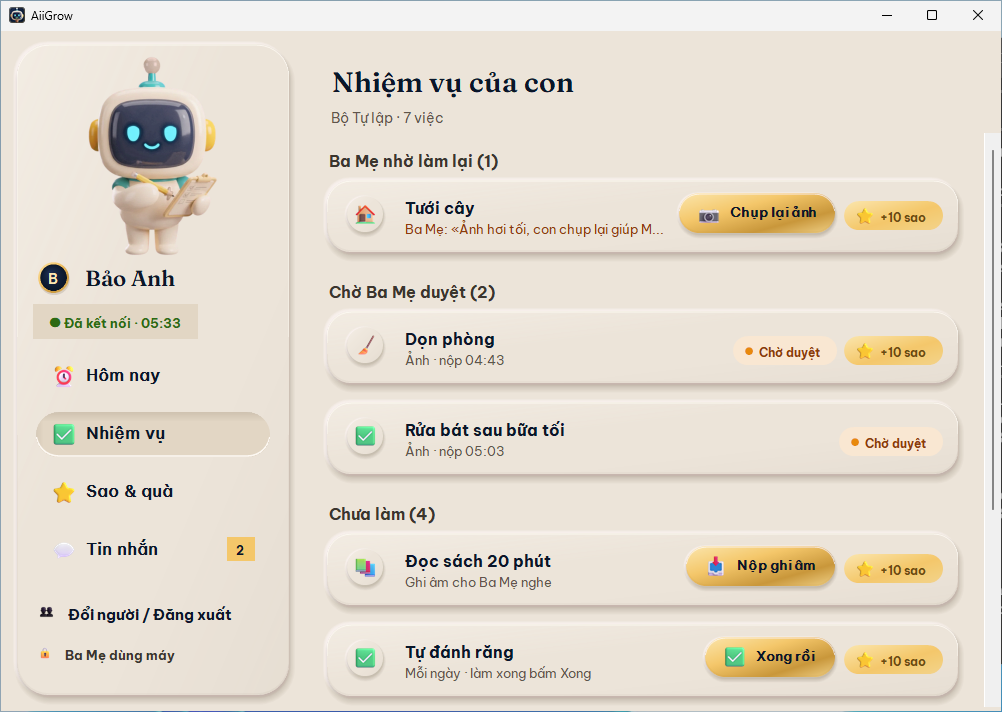 AiiGrow
B
Bảo Anh
Đã kết nối · 05:33
Hôm nay
Nhiệm vụ
Sao & quà
Tin nhắn
2
Đổi người / Đăng xuất
Ba Mẹ dùng máy
Nhiệm vụ của con
Bộ Tự lập · 7 việc
Ba Mẹ nhờ làm lại (1)
Tưới cây
Ba Mẹ: «Ảnh hơi tối, con chụp lại giúp M...
Chụp lại ảnh
+10 sao
Chờ Ba Mẹ duyệt (2)
Dọn phòng
Ảnh · nộp 04:43
Chờ duyệt
+10 sao
Rửa bát sau bữa tối
Ảnh · nộp 05:03
Chờ duyệt
Chưa làm (4)
Đọc sách 20 phút
Ghi âm cho Ba Mẹ nghe
Nộp ghi âm
+10 sao
Tự đánh răng
Mỗi ngày · làm xong bấm Xong
Xong rồi
+10 sao